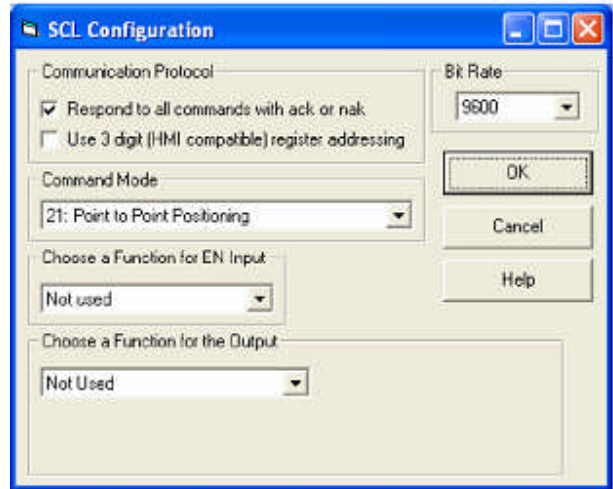 SCL Configuration
Communication Protocol
Respond to all commands with ack or nak
Use 3 digit (HMI compatible) register addressing
Bit Rate
9600
Command Mode
21: Point to Point Positioning
OK
Cancel
Help
Choose a Function for EN Input
Not used
Choose a Function for the Output
Not Used